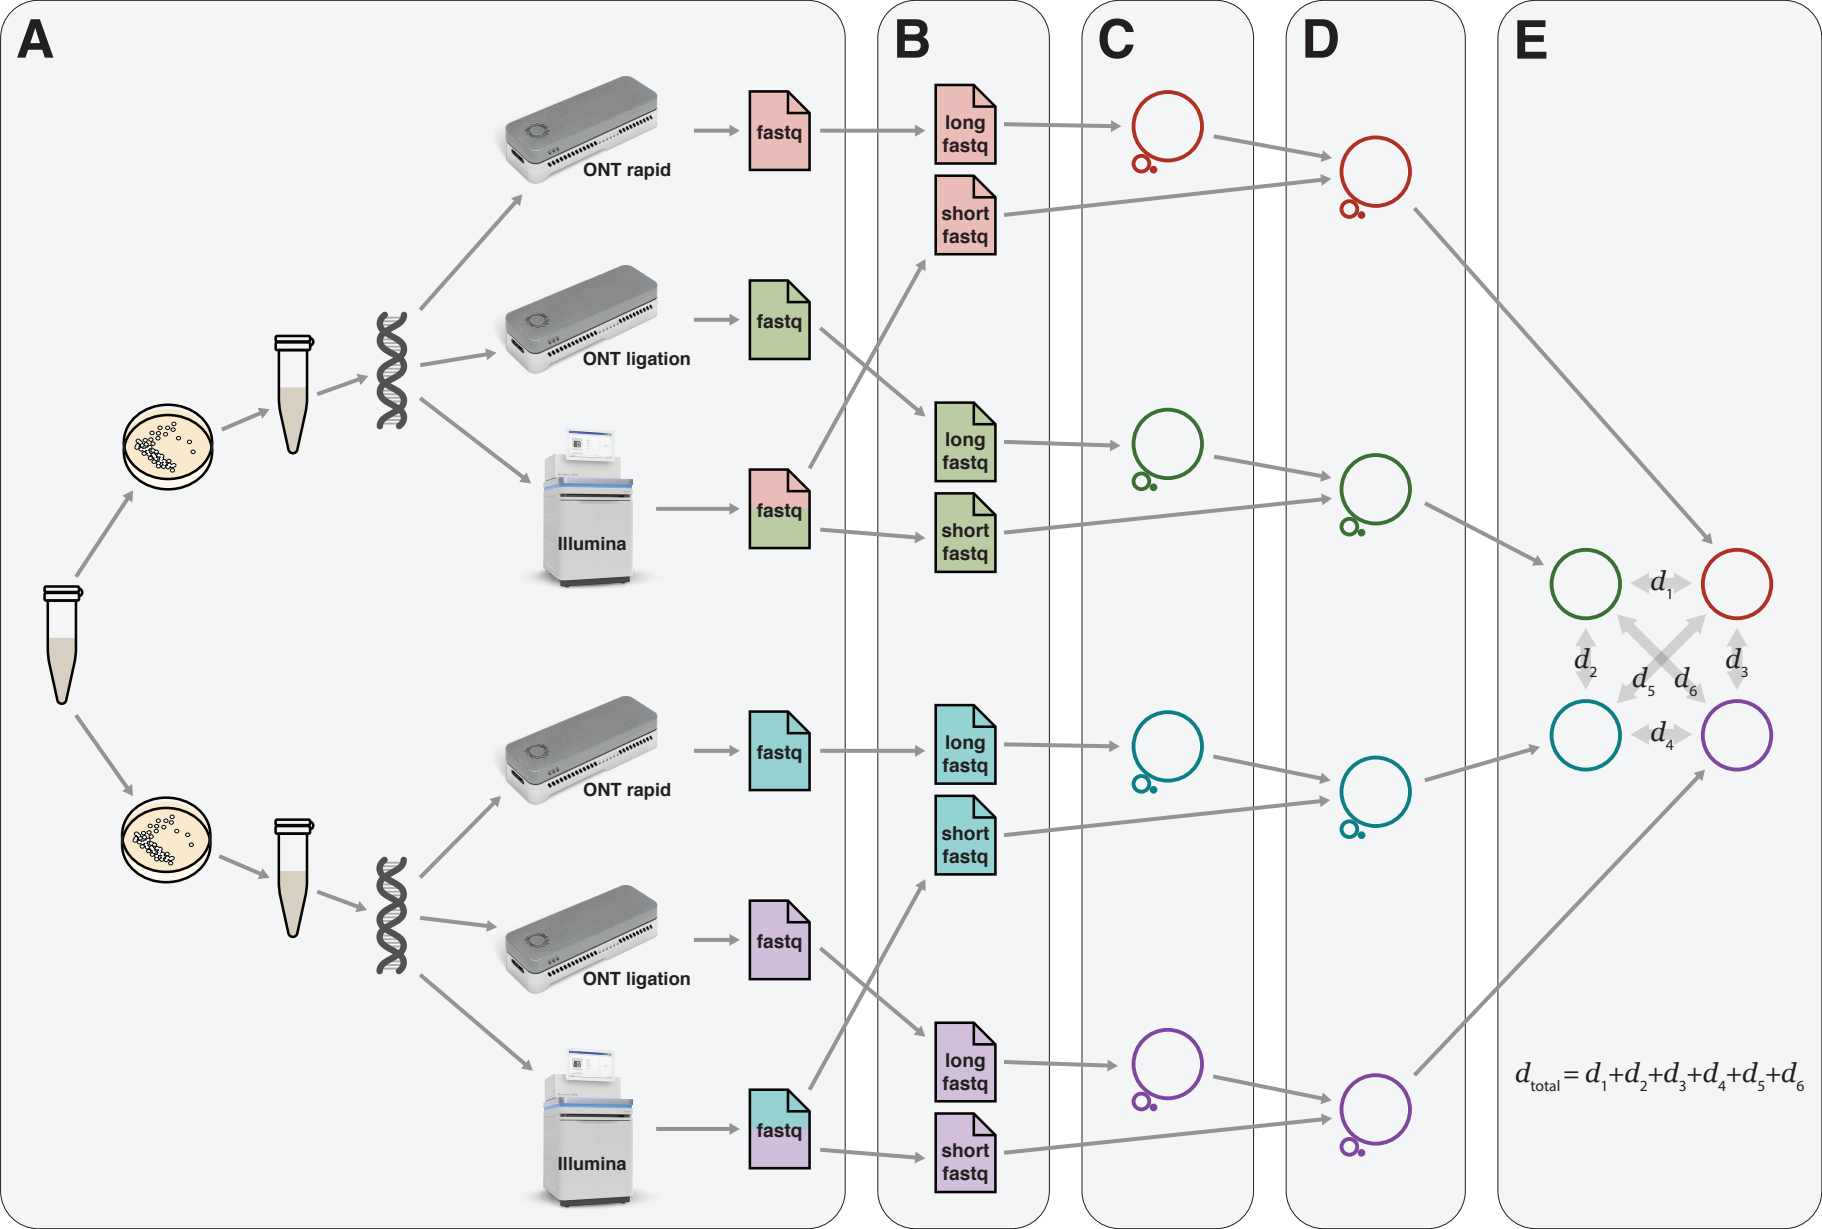 A
B
C
D
E
ONT rapid
fastq
long
fastq
short
fastq
ONT ligation
fastq
long
fastq
short
fastq
Illumina
fastq
d1
d2
d3
d5
d6
d4
ONT rapid
fastq
long
fastq
short
fastq
ONT ligation
fastq
long
fastq
short
fastq
Illumina
fastq
dtotal = d1+d2+d3+d4+d5+d6